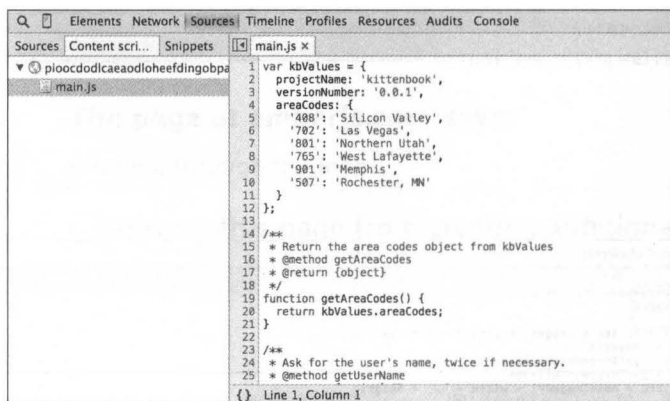 Elements Network Sources Timeline Profiles Resources Audits Console
Sources Content scri... Snippets main.js ×
pioocdodlcaeaodloheefdingobpa
main.js
1 var kbValues = {
2   projectName: 'kittenbook',
3   versionNumber: '0.0.1',
4   areaCodes: {
5     '408': 'Silicon Valley',
6     '702': 'Las Vegas',
7     '801': 'Northern Utah',
8     '765': 'West Lafayette',
9     '901': 'Memphis',
10     '507': 'Rochester, MN'
11   }
12 };
13
14 /**
15  * Return the area codes object from kbValues
16  * @method getAreaCodes
17  * @return {object}
18  */
19 function getAreaCodes() {
20   return kbValues.areaCodes;
21 }
22
23 /**
24  * Ask for the user's name, twice if necessary.
25  * @method getUserName
{} Line 1, Column 1